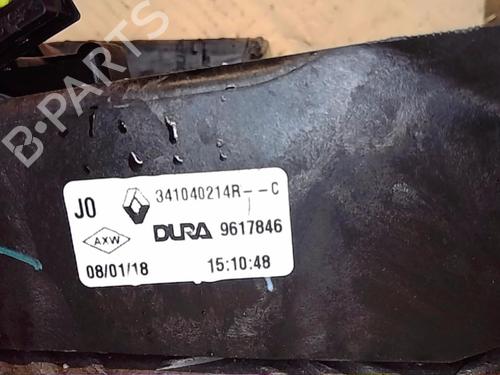 B-PARTS
J0 341040214R--C
AXW DURA 9617846
08/01/18 15:10:48